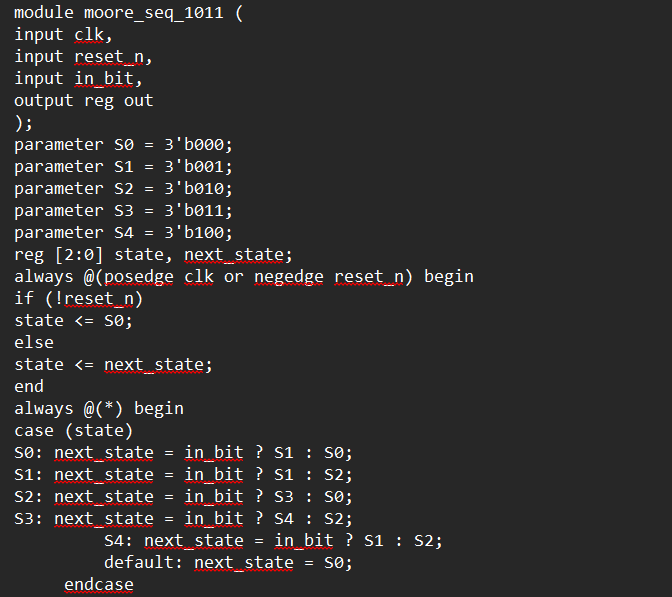 module moore_seq_1011 (
input clk,
input reset_n,
input in_bit,
output reg out
);
parameter S0 = 3'b000;
parameter S1 = 3'b001;
parameter S2 = 3'b010;
parameter S3 = 3'b011;
parameter S4 = 3'b100;
reg [2:0] state, next_state;
always @(posedge clk or negedge reset_n) begin
if (!reset_n)
state <= S0;
else
state <= next_state;
end
always @(*) begin
case (state)
S0: next_state = in_bit ? S1 : S0;
S1: next_state = in_bit ? S1 : S2;
S2: next_state = in_bit ? S3 : S0;
S3: next_state = in_bit ? S4 : S2;
S4: next_state = in_bit ? S1 : S2;
default: next_state = S0;
endcase